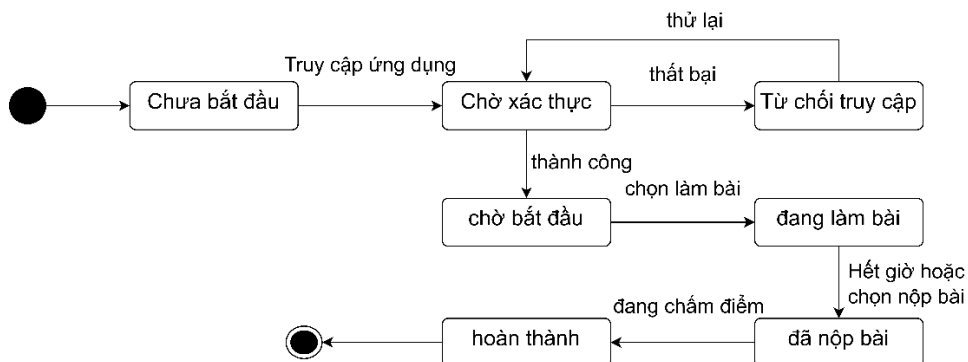 thử lại
Truy cập ứng dụng
thất bại
Chưa bắt đầu
Chờ xác thực
Từ chối truy cập
thành công
chọn làm bài
chờ bắt đầu
đang làm bài
Hết giờ hoặc
chọn nộp bài
đang chấm điểm
hoàn thành
đã nộp bài